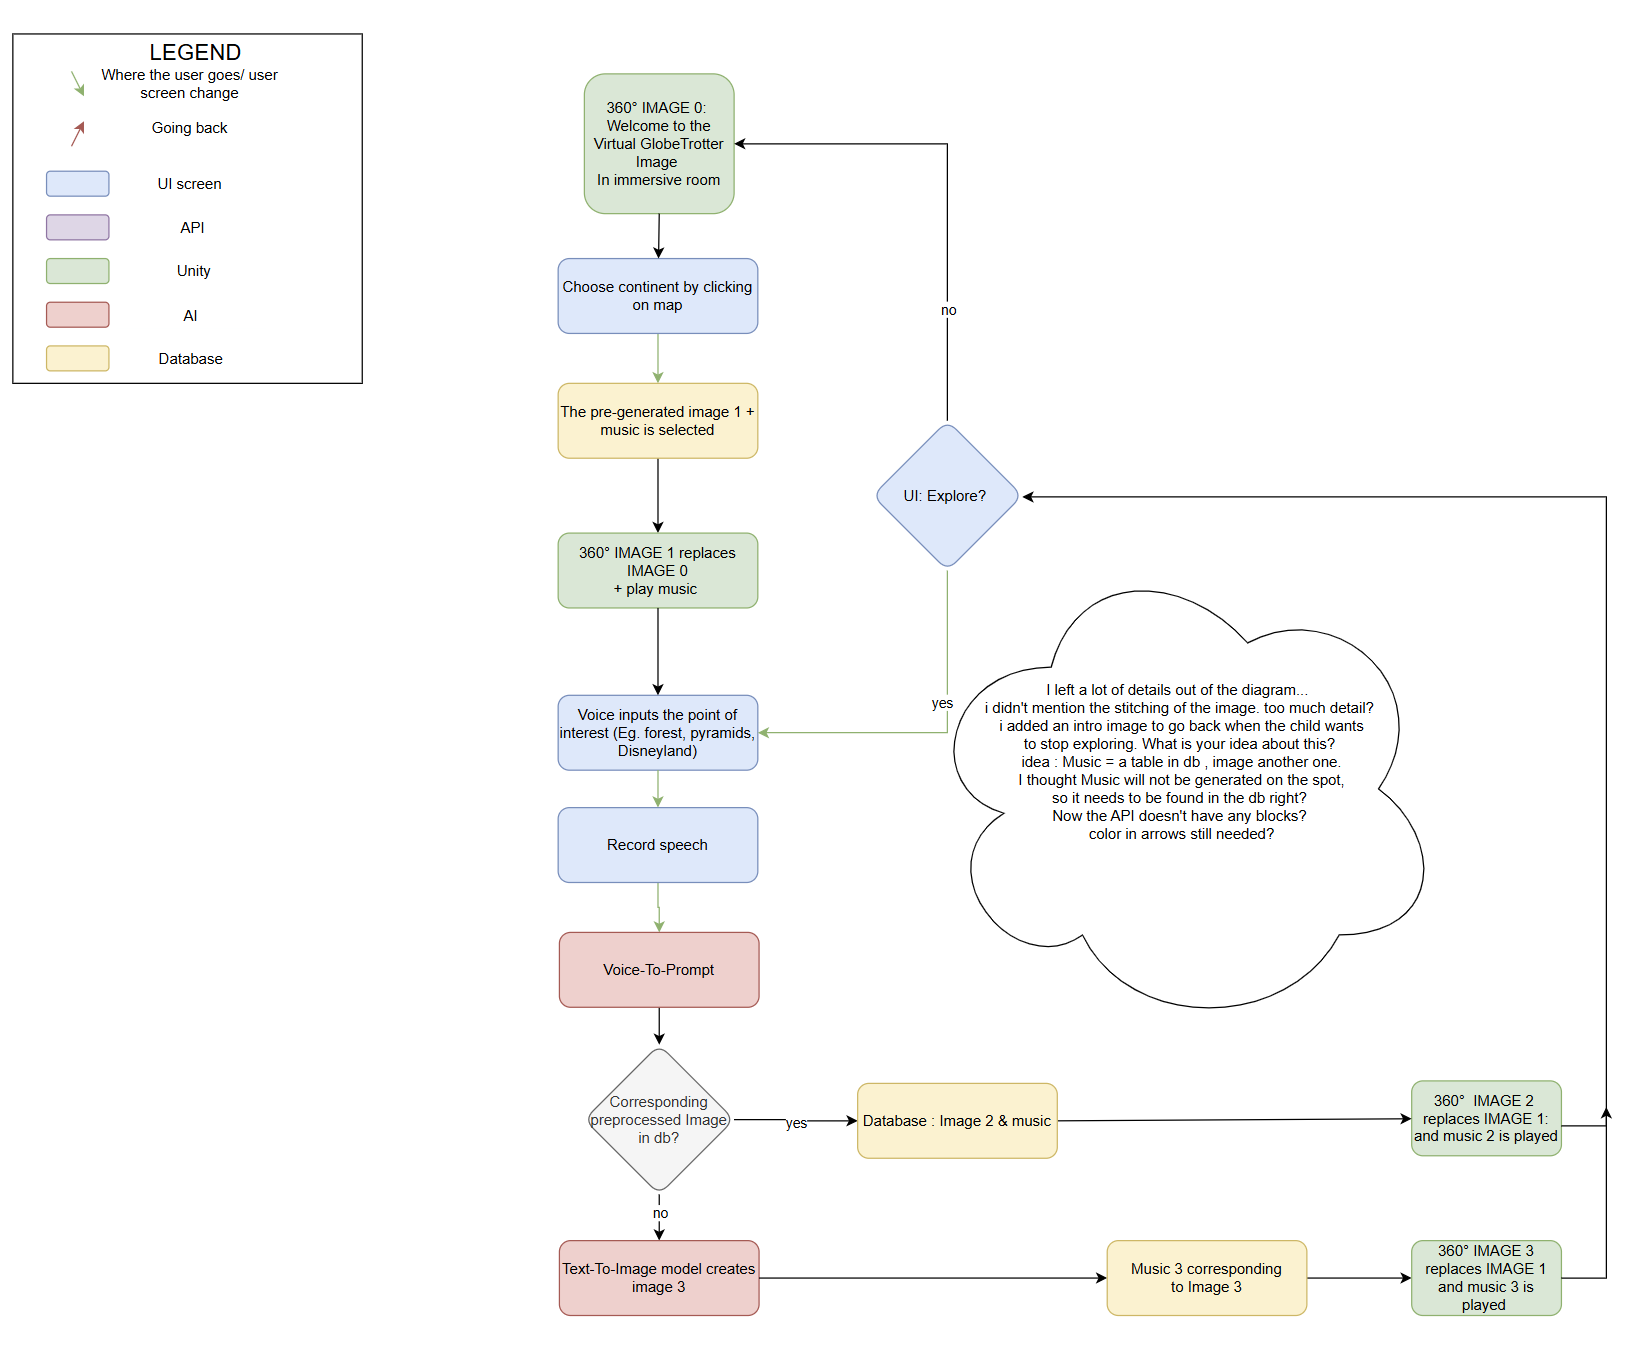 LEGEND
Where the user goes/ user
screen change
Going back
UI screen
API
Unity
AI
Database
360° IMAGE 0:
Welcome to the
Virtual GlobeTrotter
Image
In immersive room
Choose continent by clicking
on map
The pre-generated image 1 +
music is selected
360° IMAGE 1 replaces
IMAGE 0
+ play music
Voice inputs the point of
interest (Eg. forest, pyramids,
Disneyland)
Record speech
Voice-To-Prompt
Corresponding
preprocessed Image
in db?
yes
Database : Image 2 & music
360° IMAGE 2
replaces IMAGE 1:
and music 2 is played
no
Text-To-Image model creates
image 3
Music 3 corresponding
to Image 3
360° IMAGE 3
replaces IMAGE 1
and music 3 is
played
UI: Explore?
no
yes
I left a lot of details out of the diagram...
i didn't mention the stitching of the image. too much detail?
i added an intro image to go back when the child wants
to stop exploring. What is your idea about this?
idea : Music = a table in db , image another one.
I thought Music will not be generated on the spot,
so it needs to be found in the db right?
Now the API doesn't have any blocks?
color in arrows still needed?